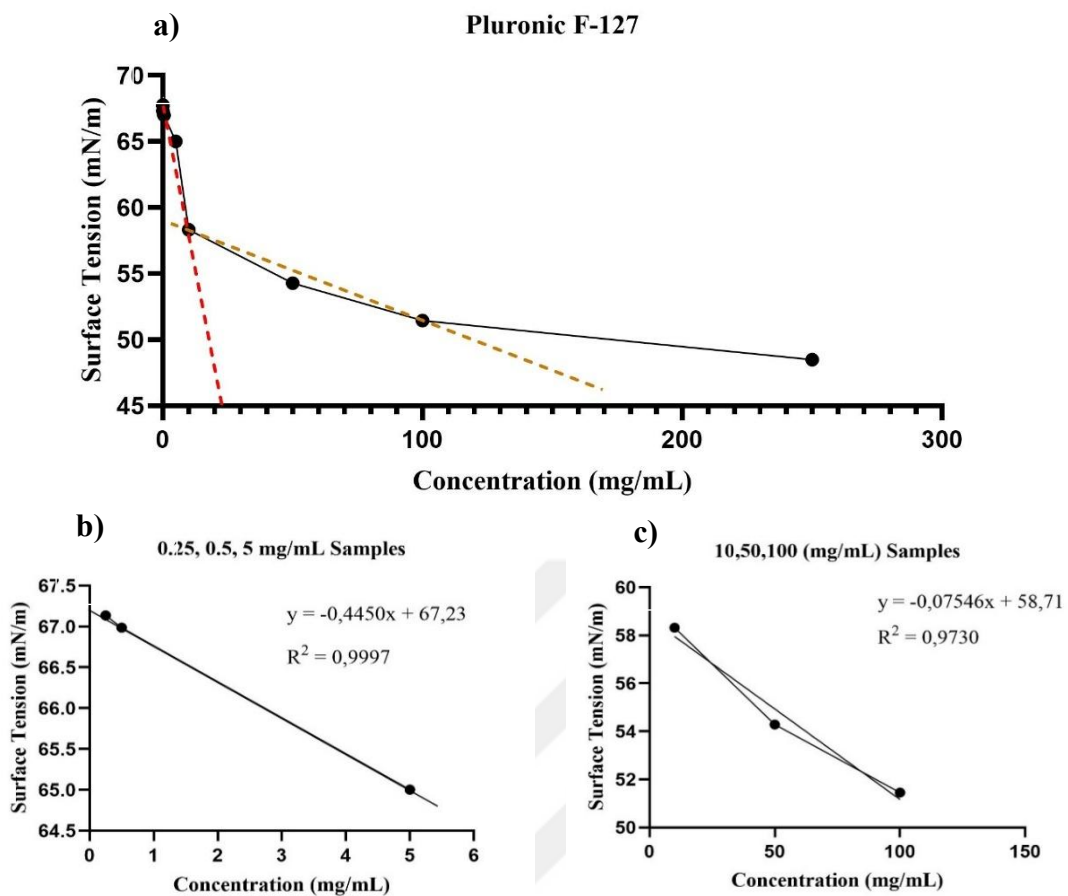 a)
Pluronic F-127
Surface Tension (mN/m)
70
65
60
55
50
45
0
100
200
300
Concentration (mg/mL)
b)
0.25, 0.5, 5 mg/mL Samples
Surface Tension (mN/m)
67.5
67.0
66.5
66.0
65.5
65.0
64.5
y = -0,4450x + 67,23
R² = 0,9997
0
1
2
3
4
5
6
Concentration (mg/mL)
c)
10,50,100 (mg/mL) Samples
Surface Tension (mN/m)
60
58
56
54
52
50
y = -0,07546x + 58,71
R² = 0,9730
0
50
100
150
Concentration (mg/mL)